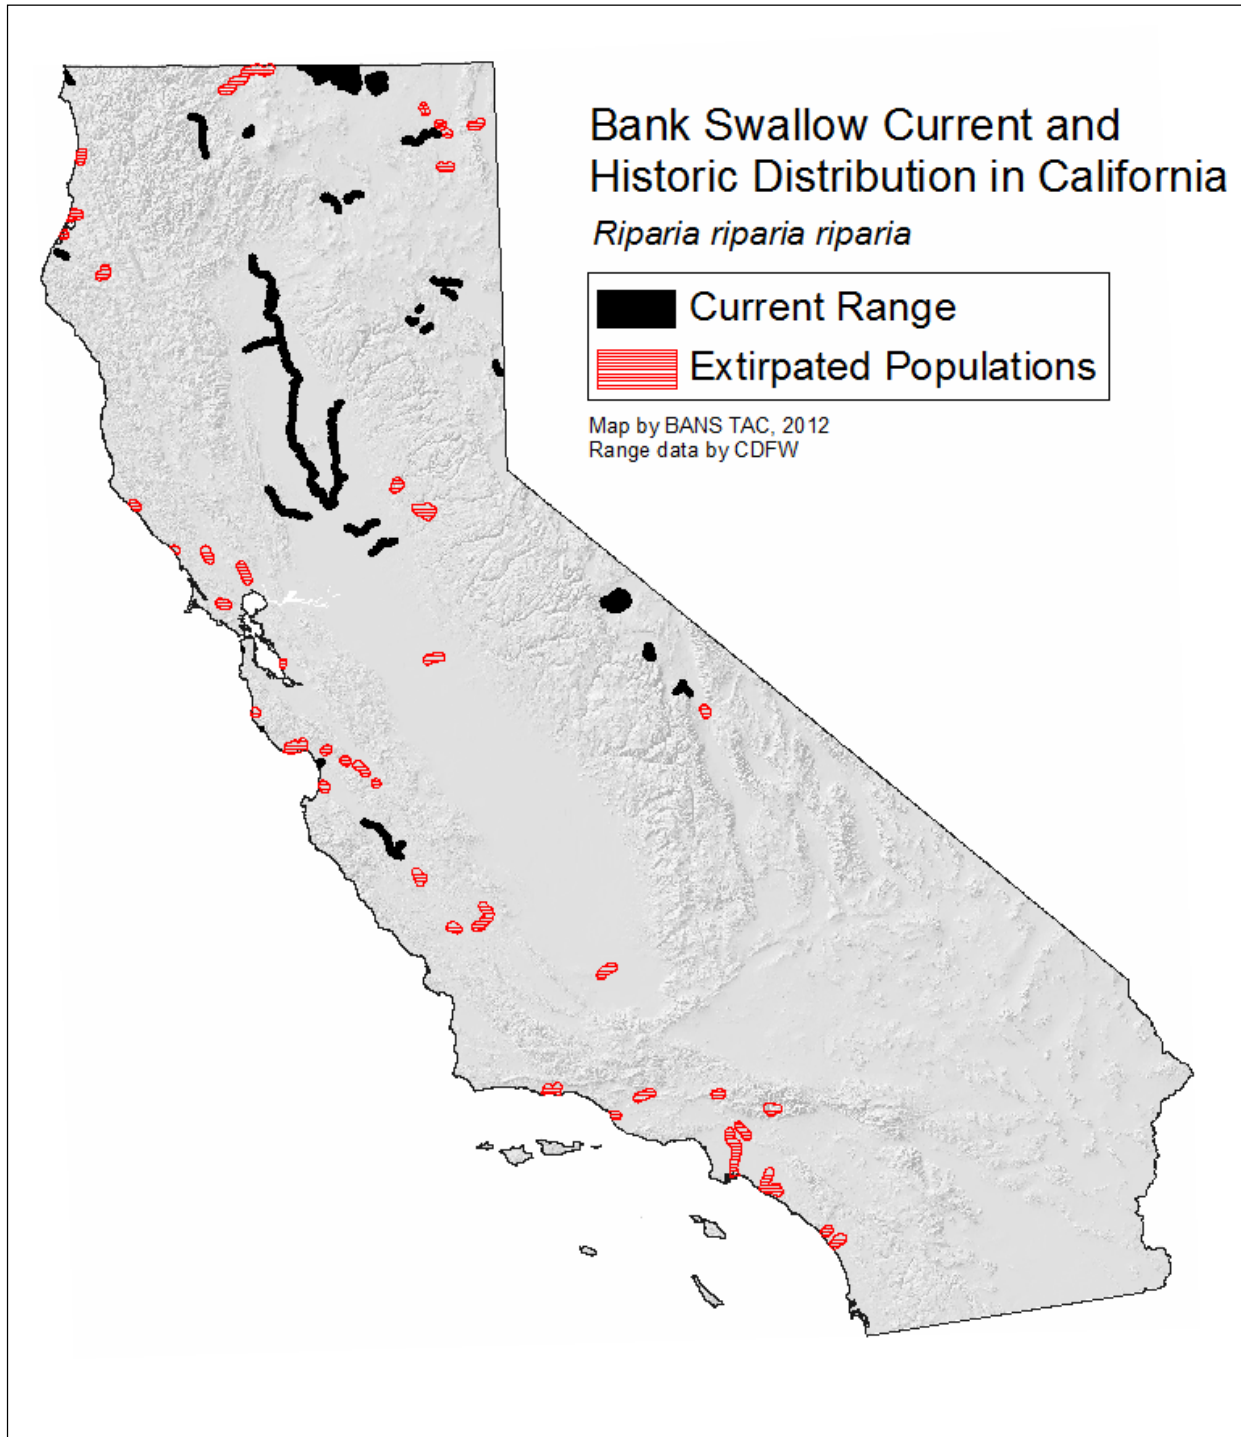 Bank Swallow Current and
Historic Distribution in California
Riparia riparia riparia
Current Range
Extirpated Populations
Map by BANS TAC, 2012
Range data by CDFW